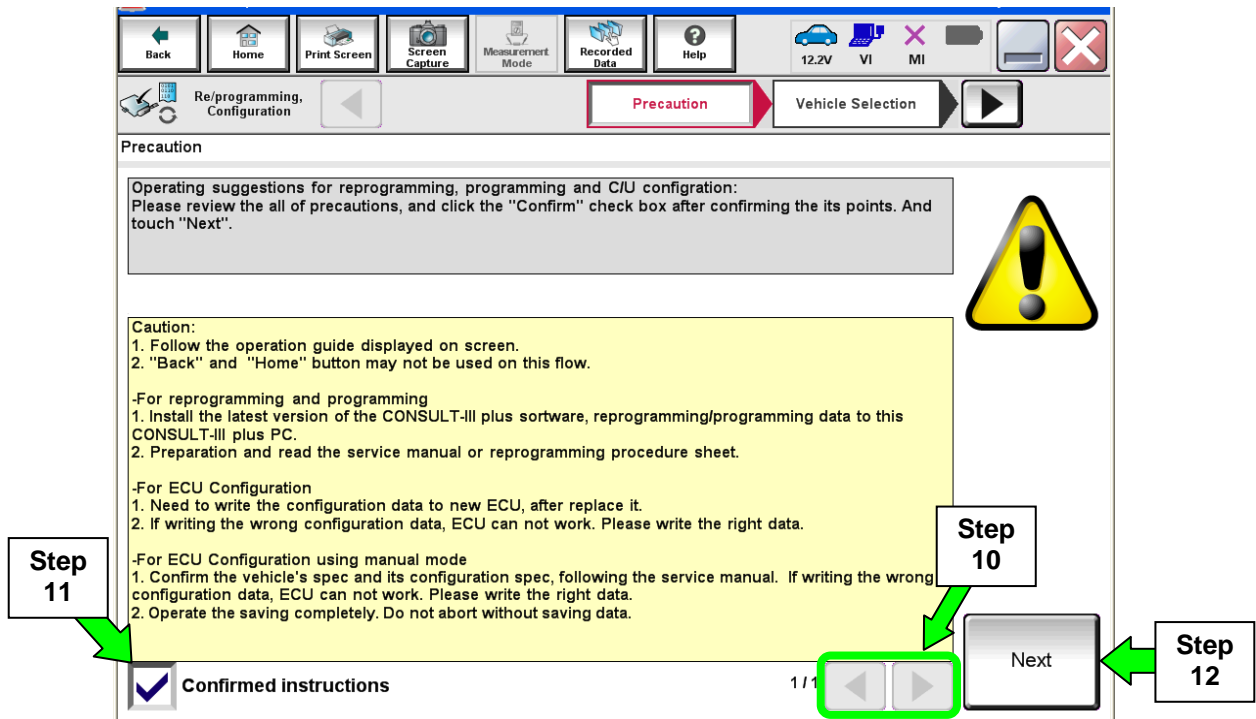 Back
Home
Print Screen
Screen
Capture
Measurement
Mode
Recorded
Data
Help
12.2V
VI
MI
Re/programming,
Configuration
Precaution
Vehicle Selection
Precaution
Operating suggestions for reprogramming, programming and C/U configration:
Please review the all of precautions, and click the "Confirm" check box after confirming the its points. And
touch "Next".
Caution:
1. Follow the operation guide displayed on screen.
2. "Back" and "Home" button may not be used on this flow.
-For reprogramming and programming
1. Install the latest version of the CONSULT-III plus sortware, reprogramming/programming data to this
CONSULT-III plus PC.
2. Preparation and read the service manual or reprogramming procedure sheet.
-For ECU Configuration
1. Need to write the configuration data to new ECU, after replace it.
2. If writing the wrong configuration data, ECU can not work. Please write the right data.
-For ECU Configuration using manual mode
1. Confirm the vehicle's spec and its configuration spec, following the service manual. If writing the wrong
configuration data, ECU can not work. Please write the right data.
2. Operate the saving completely. Do not abort without saving data.
Step
10
Step
11
Confirmed instructions
1/1
Next
Step
12